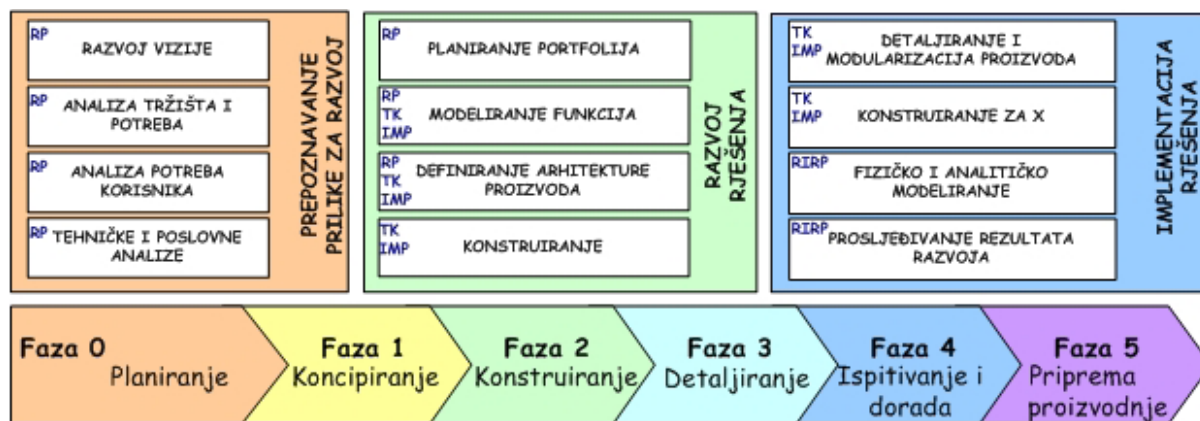 RP
RAZVOJ VIZIJE
RP
ANALIZA TRŽIŠTA I
POTREBA
RP
ANALIZA POTREBA
KORISNIKA
RP
TEHNIČKE I POSLOVNE
ANALIZE
PREPOZNAVANJE
PRILIKE ZA RAZVOJ
RP
PLANIRANJE PORTFOLIJA
RP
TK
IMP
MODELIRANJE FUNKCIJA
RP
TK
IMP
DEFINIRANJE ARHITEKTURE
PROIZVODA
TK
IMP
KONSTRUIRANJE
RAZVOJ
RJEŠENJA
TK
IMP
DETALJIRANJE I
MODULARIZACIJA PROIZVODA
TK
IMP
KONSTRUIRANJE ZA X
RIRP
FIZIČKO I ANALITIČKO
MODELIRANJE
RIRP
PROSLJEĐIVANJE REZULTATA
RAZVOJA
IMPLEMENTACIJA
RJEŠENJA
Faza 0
Planiranje
Faza 1
Koncipiranje
Faza 2
Konstruiranje
Faza 3
Detaljiranje
Faza 4
Ispitivanje i
dorada
Faza 5
Priprema
proizvodnje